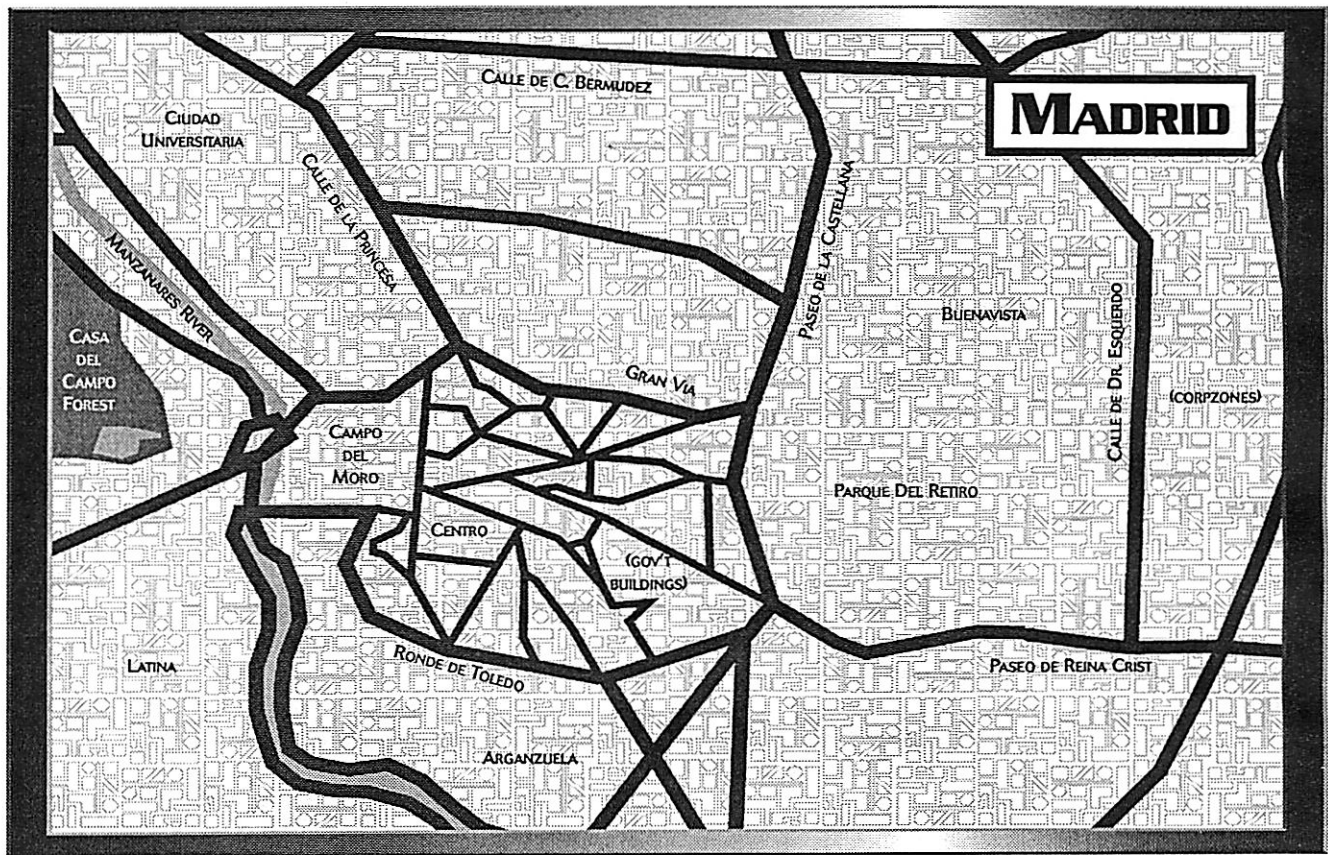 CALLE DE C. BERMUDEZ
MADRID
CIUDAD
UNIVERSITARIA
CALLE DE LA PRINCESA
PASEO DE LA CASTELLANA
MANZANARES RIVER
BUENAVISTA
CALLE DE DR. ESQUERDO
CASA
DEL
CAMPO
FOREST
GRAN VIA
(CORPZONES)
CAMPO
DEL
MORO
PARQUE DEL RETIRO
CENTRO
(GOV'T
BUILDINGS)
LATINA
RONDE DE TOLEDO
PASEO DE REINA CRIST
ARGANZUELA